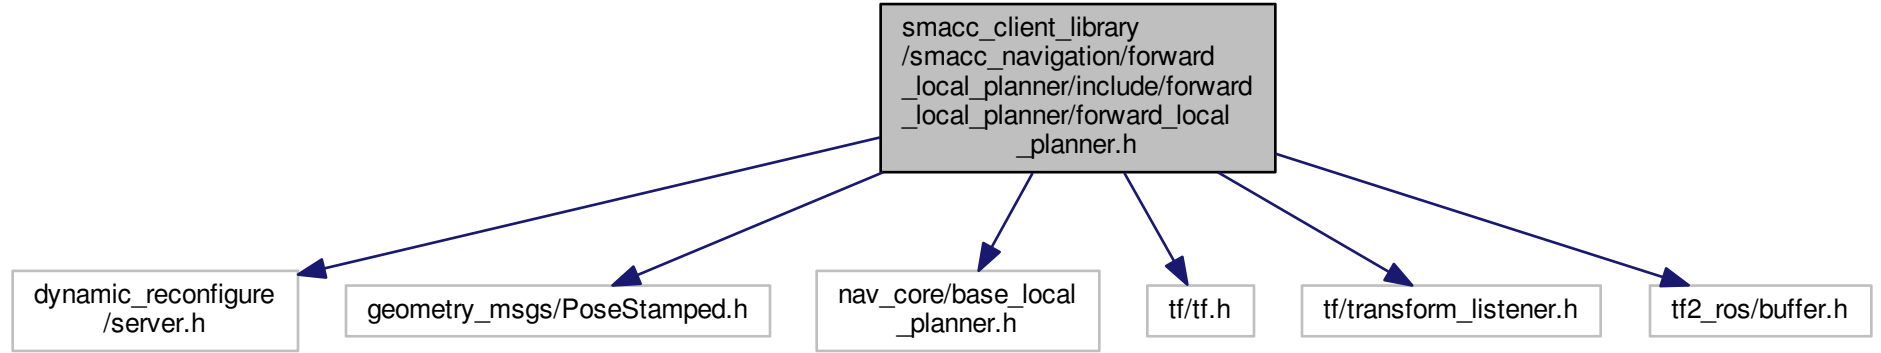 smacc_client_library
/smacc_navigation/forward
_local_planner/include/forward
_local_planner/forward_local
_planner.h
dynamic_reconfigure
/server.h
geometry_msgs/PoseStamped.h
nav_core/base_local
_planner.h
tf/tf.h
tf/transform_listener.h
tf2_ros/buffer.h